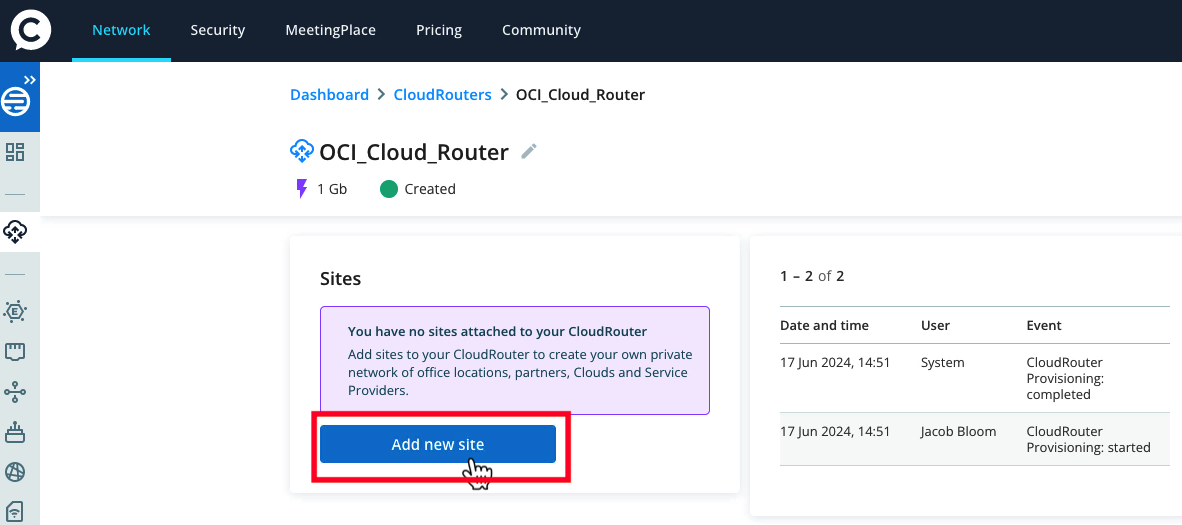 Network Security MeetingPlace Pricing Community
Dashboard > CloudRouters > OCI_Cloud_Router
OCI_Cloud_Router
1 Gb Created
Sites
You have no sites attached to your CloudRouter
Add sites to your CloudRouter to create your own private
network of office locations, partners, Clouds and Service
Providers.
Add new site
1 – 2 of 2
Date and time User Event
17 Jun 2024, 14:51 System CloudRouter
Provisioning:
completed
17 Jun 2024, 14:51 Jacob Bloom CloudRouter
Provisioning: started